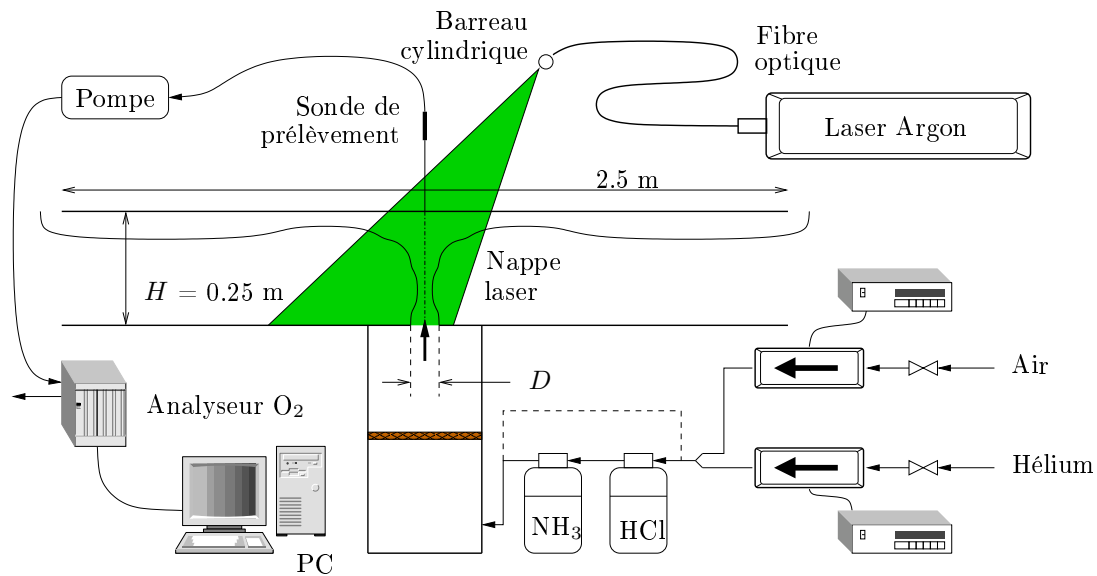 Barreau
cylindrique
Fibre
optique
Pompe
Sonde de
prélèvement
Laser Argon
2.5 m
Nappe
laser
H = 0.25 m
D
Air
Analyseur O₂
Hélium
NH₃
HCl
PC